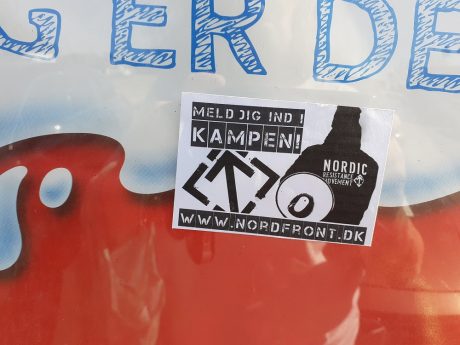 G ER DE
MELD DIG IND I
KAMPEN!
NORDIC
RESISTANCE
MOVEMENT
WWW.NORDFRONT.DK